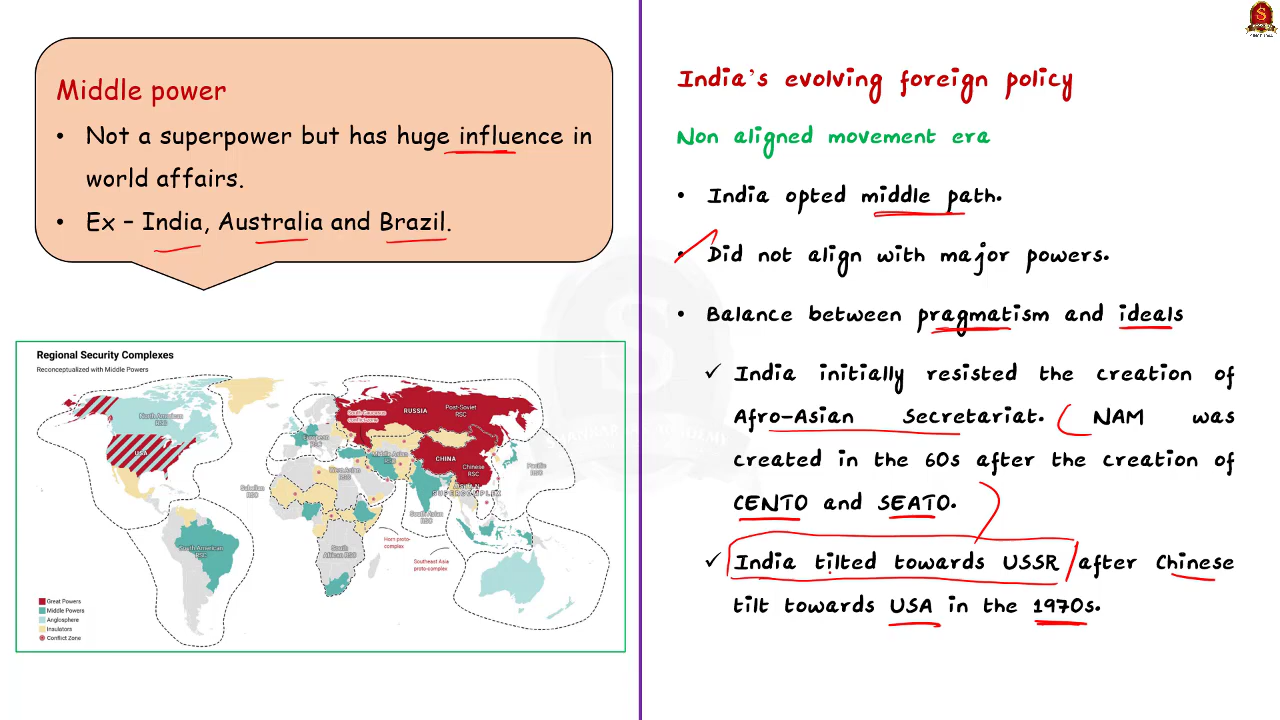 Middle power
• Not a superpower but has huge influence in
world affairs.
• Ex – India, Australia and Brazil.
Regional Security Complexes
Reconceptualized with Middle Powers
North American
RSC
USA
South American
RSC
European
RSC
South Caucasus
RUSSIA
Post-Soviet
RSC
CHINA
Chinese
RSC
Middle Asian
RSC
West Asian
RSC
Saharan
RSC
South Asian
RSC
SUPERCOMPLEX
Pacific
RSC
South
African RSC
Horn proto-
complex
Southeast Asia
proto-complex
Great Powers
Middle Powers
Anglosphere
Insulators
Conflict Zone
S
India's evolving foreign policy
Non aligned movement era
• India opted middle path.
• Did not align with major powers.
• Balance between pragmatism and ideals
✓ India initially resisted the creation of
Afro-Asian Secretariat. NAM was
created in the 60s after the creation of
CENTO and SEATO.
✓ India tilted towards USSR after Chinese
tilt towards USA in the 1970s.